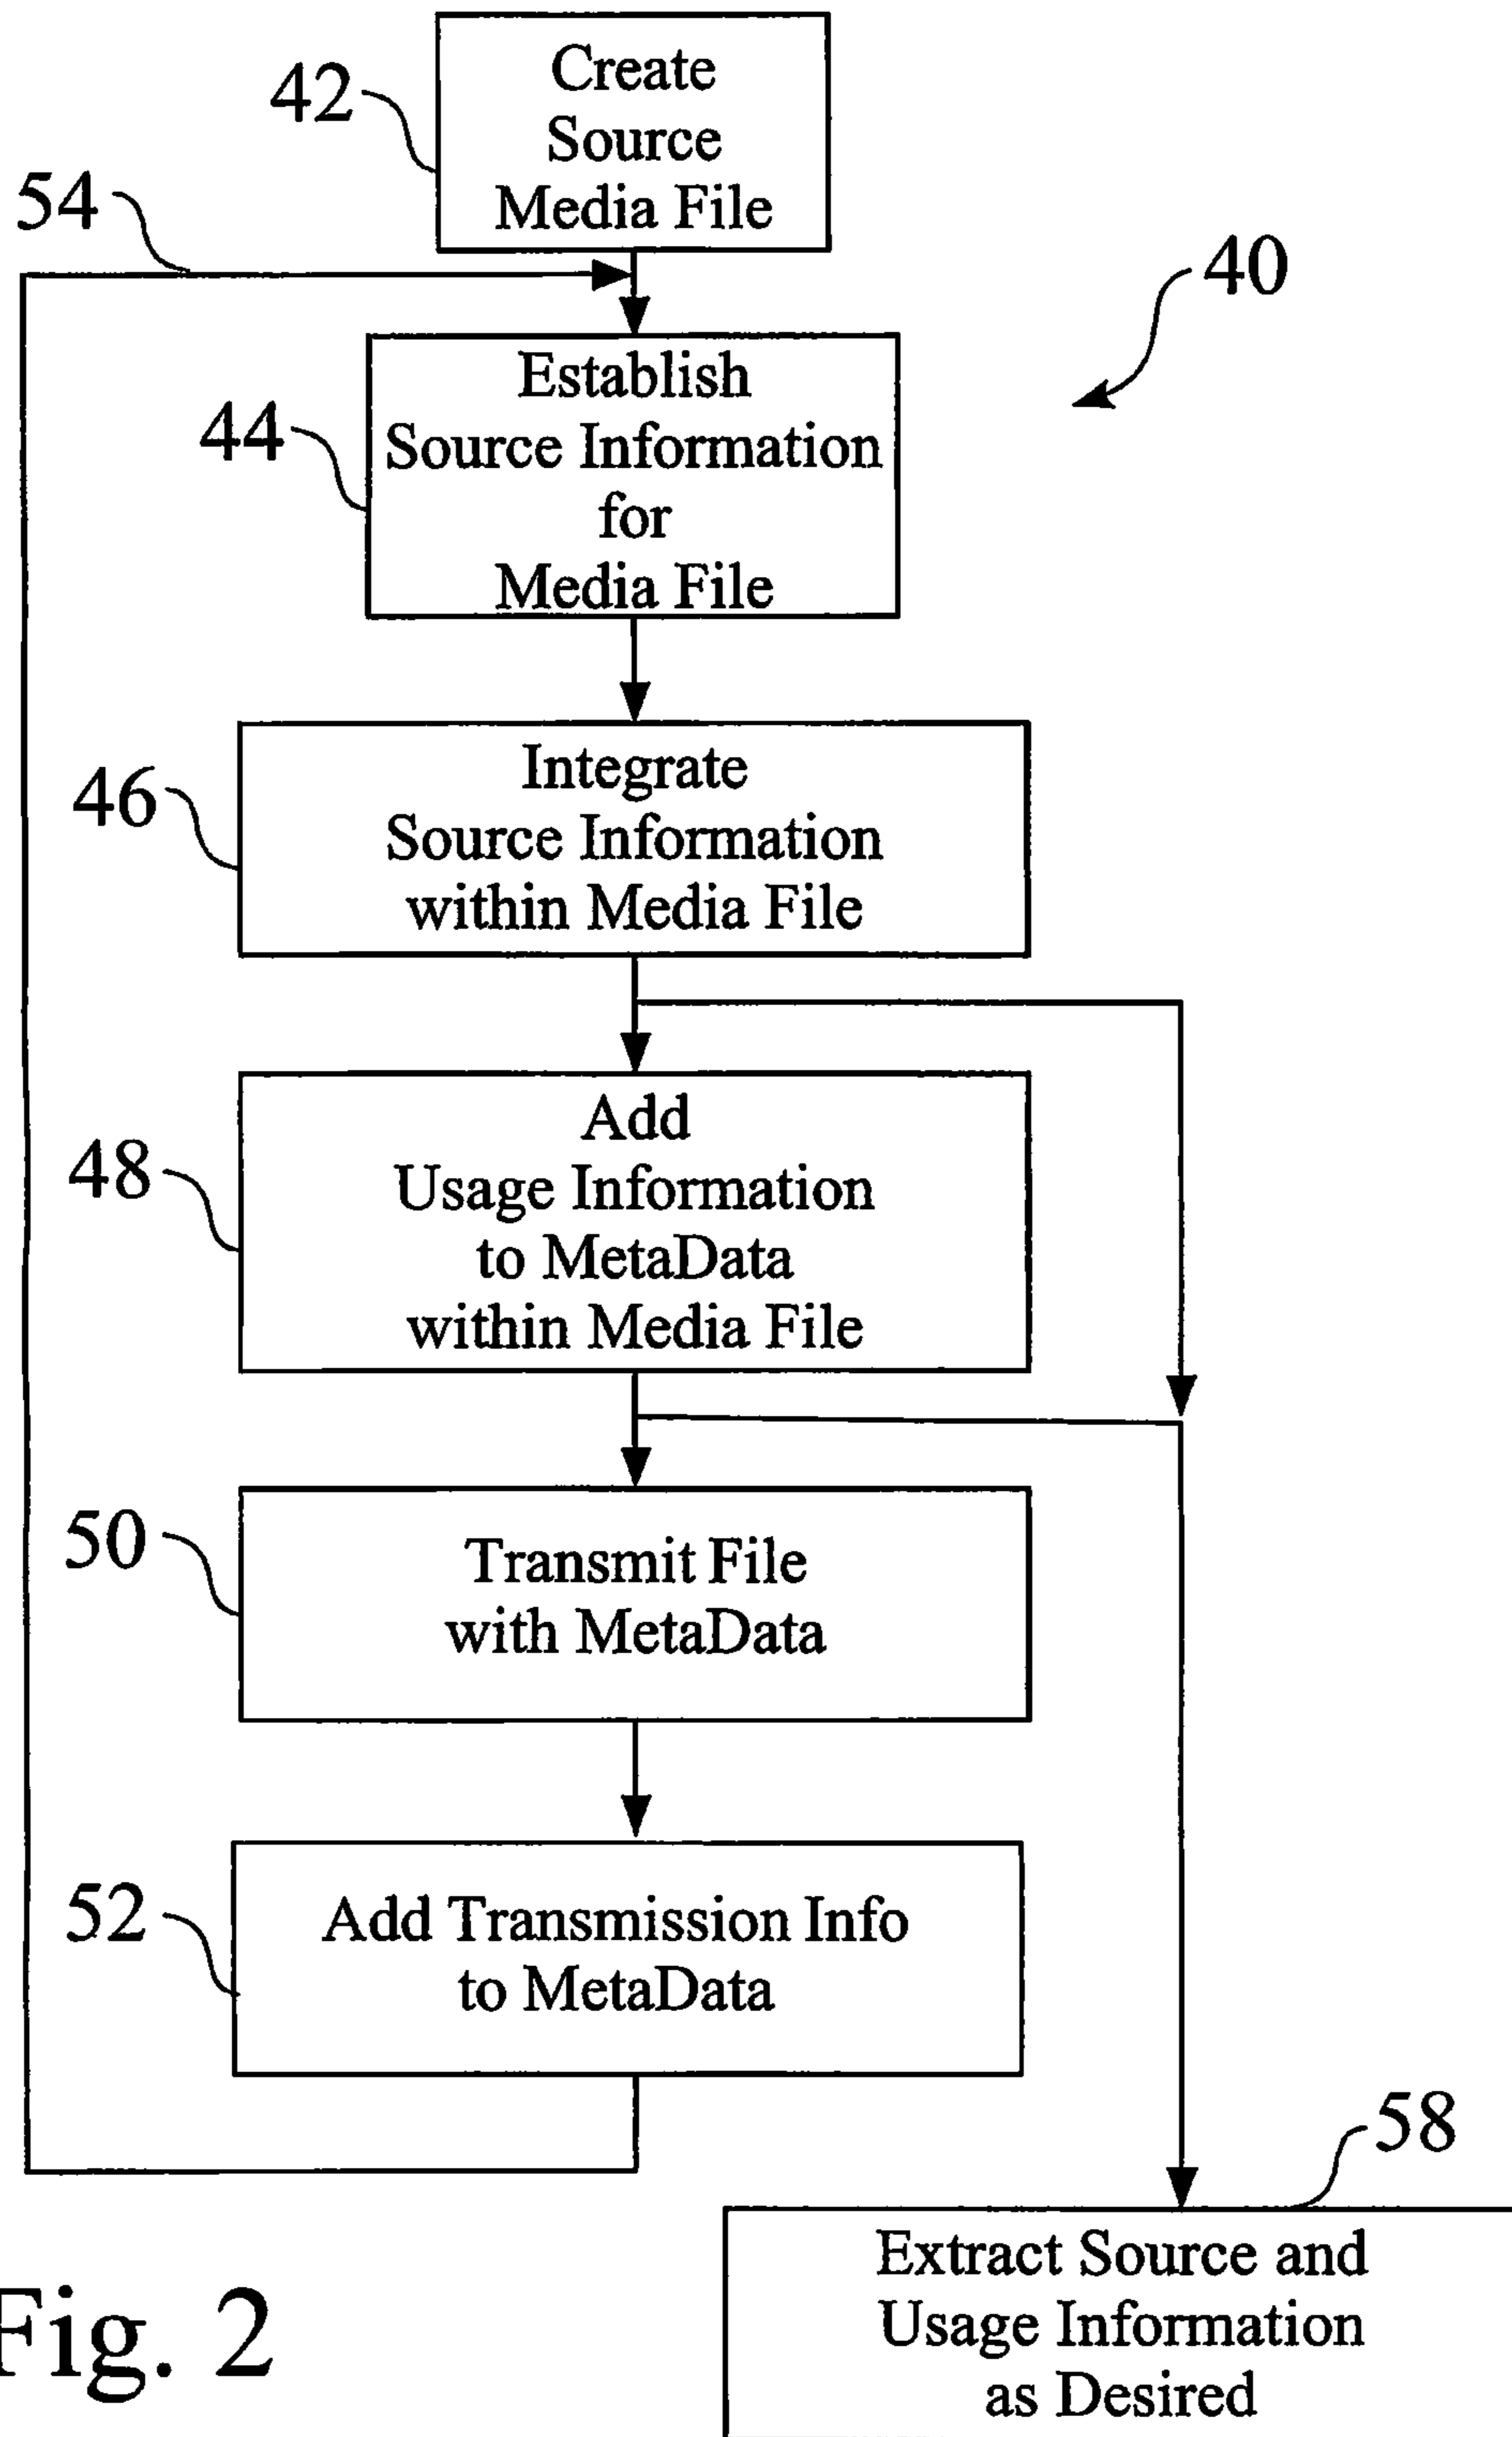 42
Create
Source
Media File
54
40
44
Establish
Source Information
for
Media File
46
Integrate
Source Information
within Media File
48
Add
Usage Information
to MetaData
within Media File
50
Transmit File
with MetaData
52
Add Transmission Info
to MetaData
58
Extract Source and
Usage Information
as Desired
Fig. 2